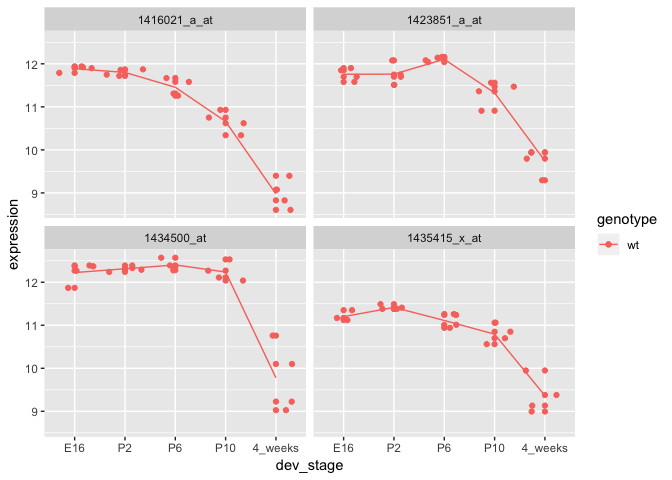 1416021_a_at 1423851_a_at
12
11
10
9
1434500_at 1435415_x_at
12
11
10
9
E16 P2 P6 P10 4_weeks E16 P2 P6 P10 4_weeks
dev_stage
expression
genotype
wt